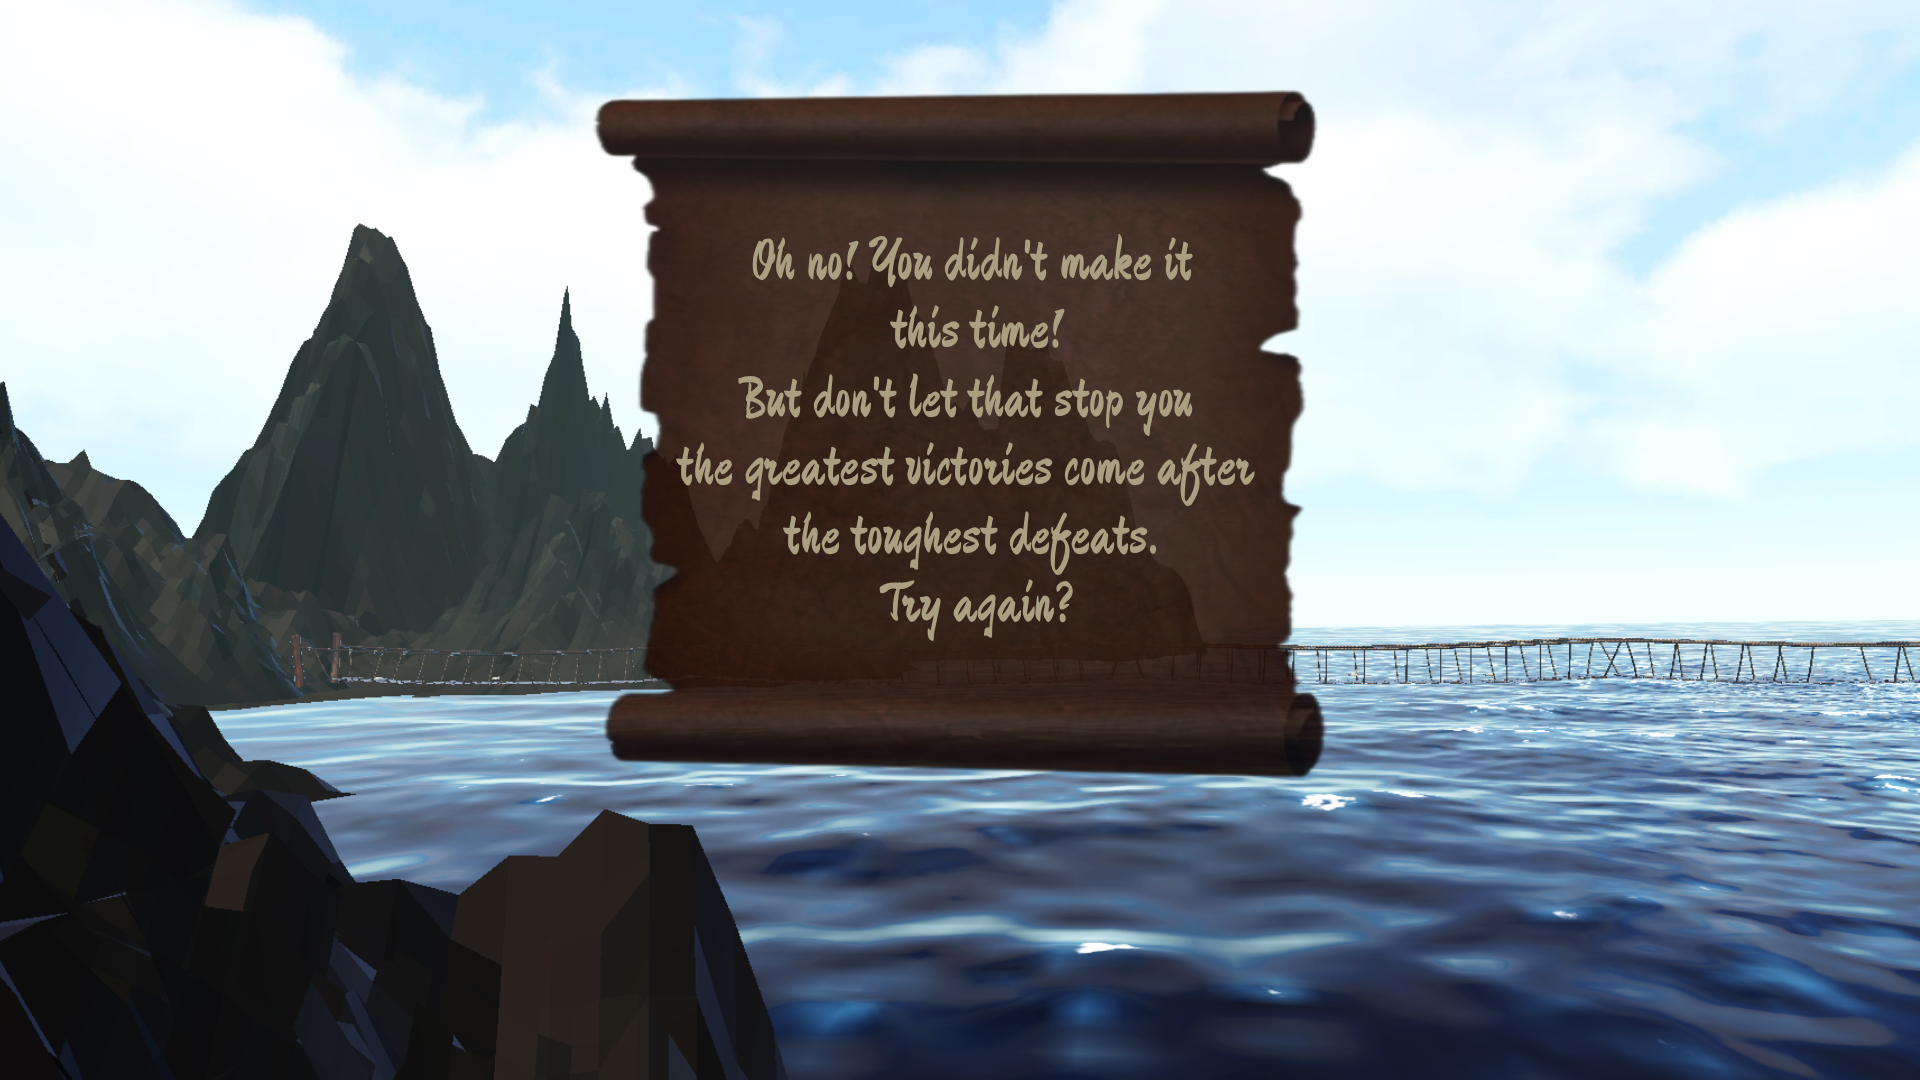 Oh no! You didn't make it
this time!
But don't let that stop you
the greatest victories come after
the toughest defeats.
Try again?